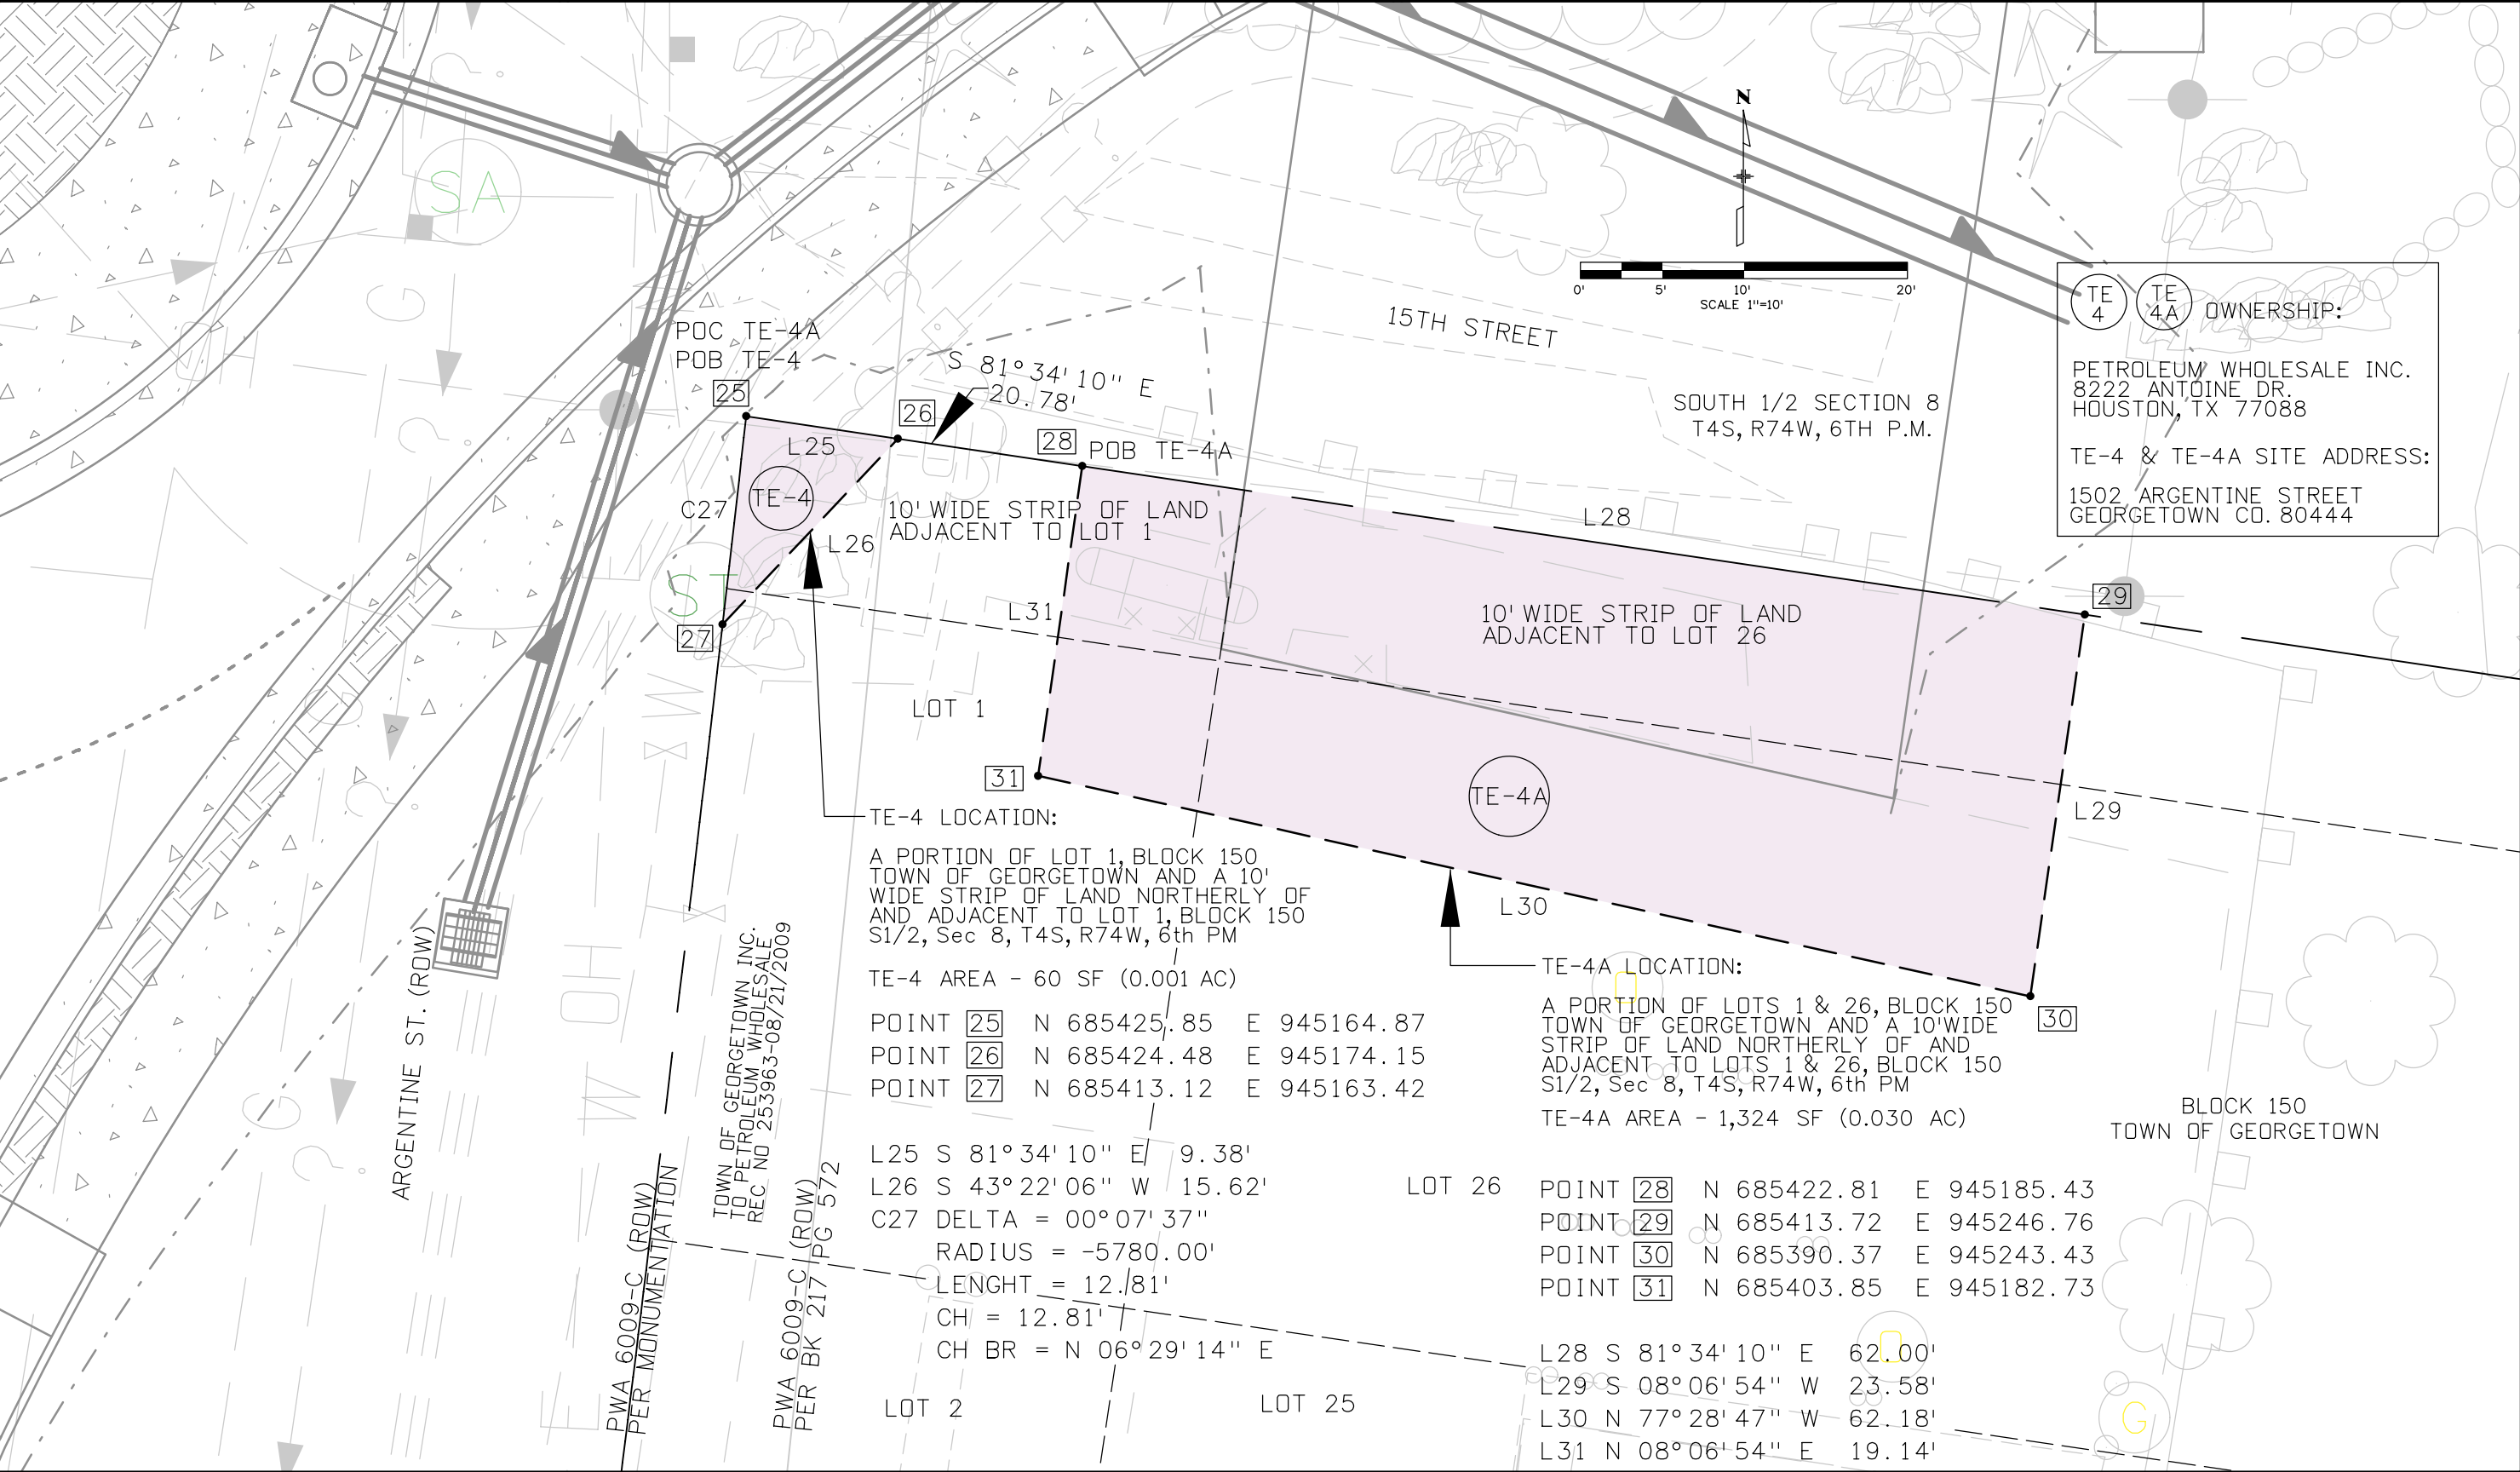 N
0' 5' 10' 20'
SCALE 1"=10'
SA
TE
4
TE
4A
OWNERSHIP:
PETROLEUM WHOLESALE INC.
8222 ANTOINE DR.
HOUSTON, TX 77088
TE-4 & TE-4A SITE ADDRESS:
1502 ARGENTINE STREET
GEORGETOWN CO. 80444
15TH STREET
SOUTH 1/2 SECTION 8
T4S, R74W, 6TH P.M.
POC TE-4A
POB TE-4
25
26
S 81°34'10" E
20.78'
28
POB TE-4A
L25
TE-4
C27
L26
10' WIDE STRIP OF LAND
ADJACENT TO LOT 1
L28
29
ST
27
L31
10' WIDE STRIP OF LAND
ADJACENT TO LOT 26
LOT 1
31
TE-4A
L29
L30
30
TE-4 LOCATION:
A PORTION OF LOT 1, BLOCK 150
TOWN OF GEORGETOWN AND A 10'
WIDE STRIP OF LAND NORTHERLY OF
AND ADJACENT TO LOT 1, BLOCK 150
S1/2, Sec 8, T4S, R74W, 6th PM
TE-4 AREA - 60 SF (0.001 AC)
POINT 25 N 685425.85 E 945164.87
POINT 26 N 685424.48 E 945174.15
POINT 27 N 685413.12 E 945163.42
L25 S 81°34'10" E 9.38'
L26 S 43°22'06" W 15.62'
C27 DELTA = 00°07'37"
RADIUS = -5780.00'
LENGHT = 12.81'
CH = 12.81'
CH BR = N 06°29'14" E
TE-4A LOCATION:
A PORTION OF LOTS 1 & 26, BLOCK 150
TOWN OF GEORGETOWN AND A 10'WIDE
STRIP OF LAND NORTHERLY OF AND
ADJACENT TO LOTS 1 & 26, BLOCK 150
S1/2, Sec 8, T4S, R74W, 6th PM
TE-4A AREA - 1,324 SF (0.030 AC)
POINT 28 N 685422.81 E 945185.43
POINT 29 N 685413.72 E 945246.76
POINT 30 N 685390.37 E 945243.43
POINT 31 N 685403.85 E 945182.73
L28 S 81°34'10" E 62.00'
L29 S 08°06'54" W 23.58'
L30 N 77°28'47" W 62.18'
L31 N 08°06'54" E 19.14'
BLOCK 150
TOWN OF GEORGETOWN
LOT 26
LOT 2
LOT 25
G
ARGENTINE ST. (ROW)
PWA 6009-C (ROW)
PER MONUMENTATION
TOWN OF GEORGETOWN INC.
TO PETROLEUM WHOLESALE
REC NO 253963-08/21/2009
PWA 6009-C (ROW)
PER BK 217 PG 572